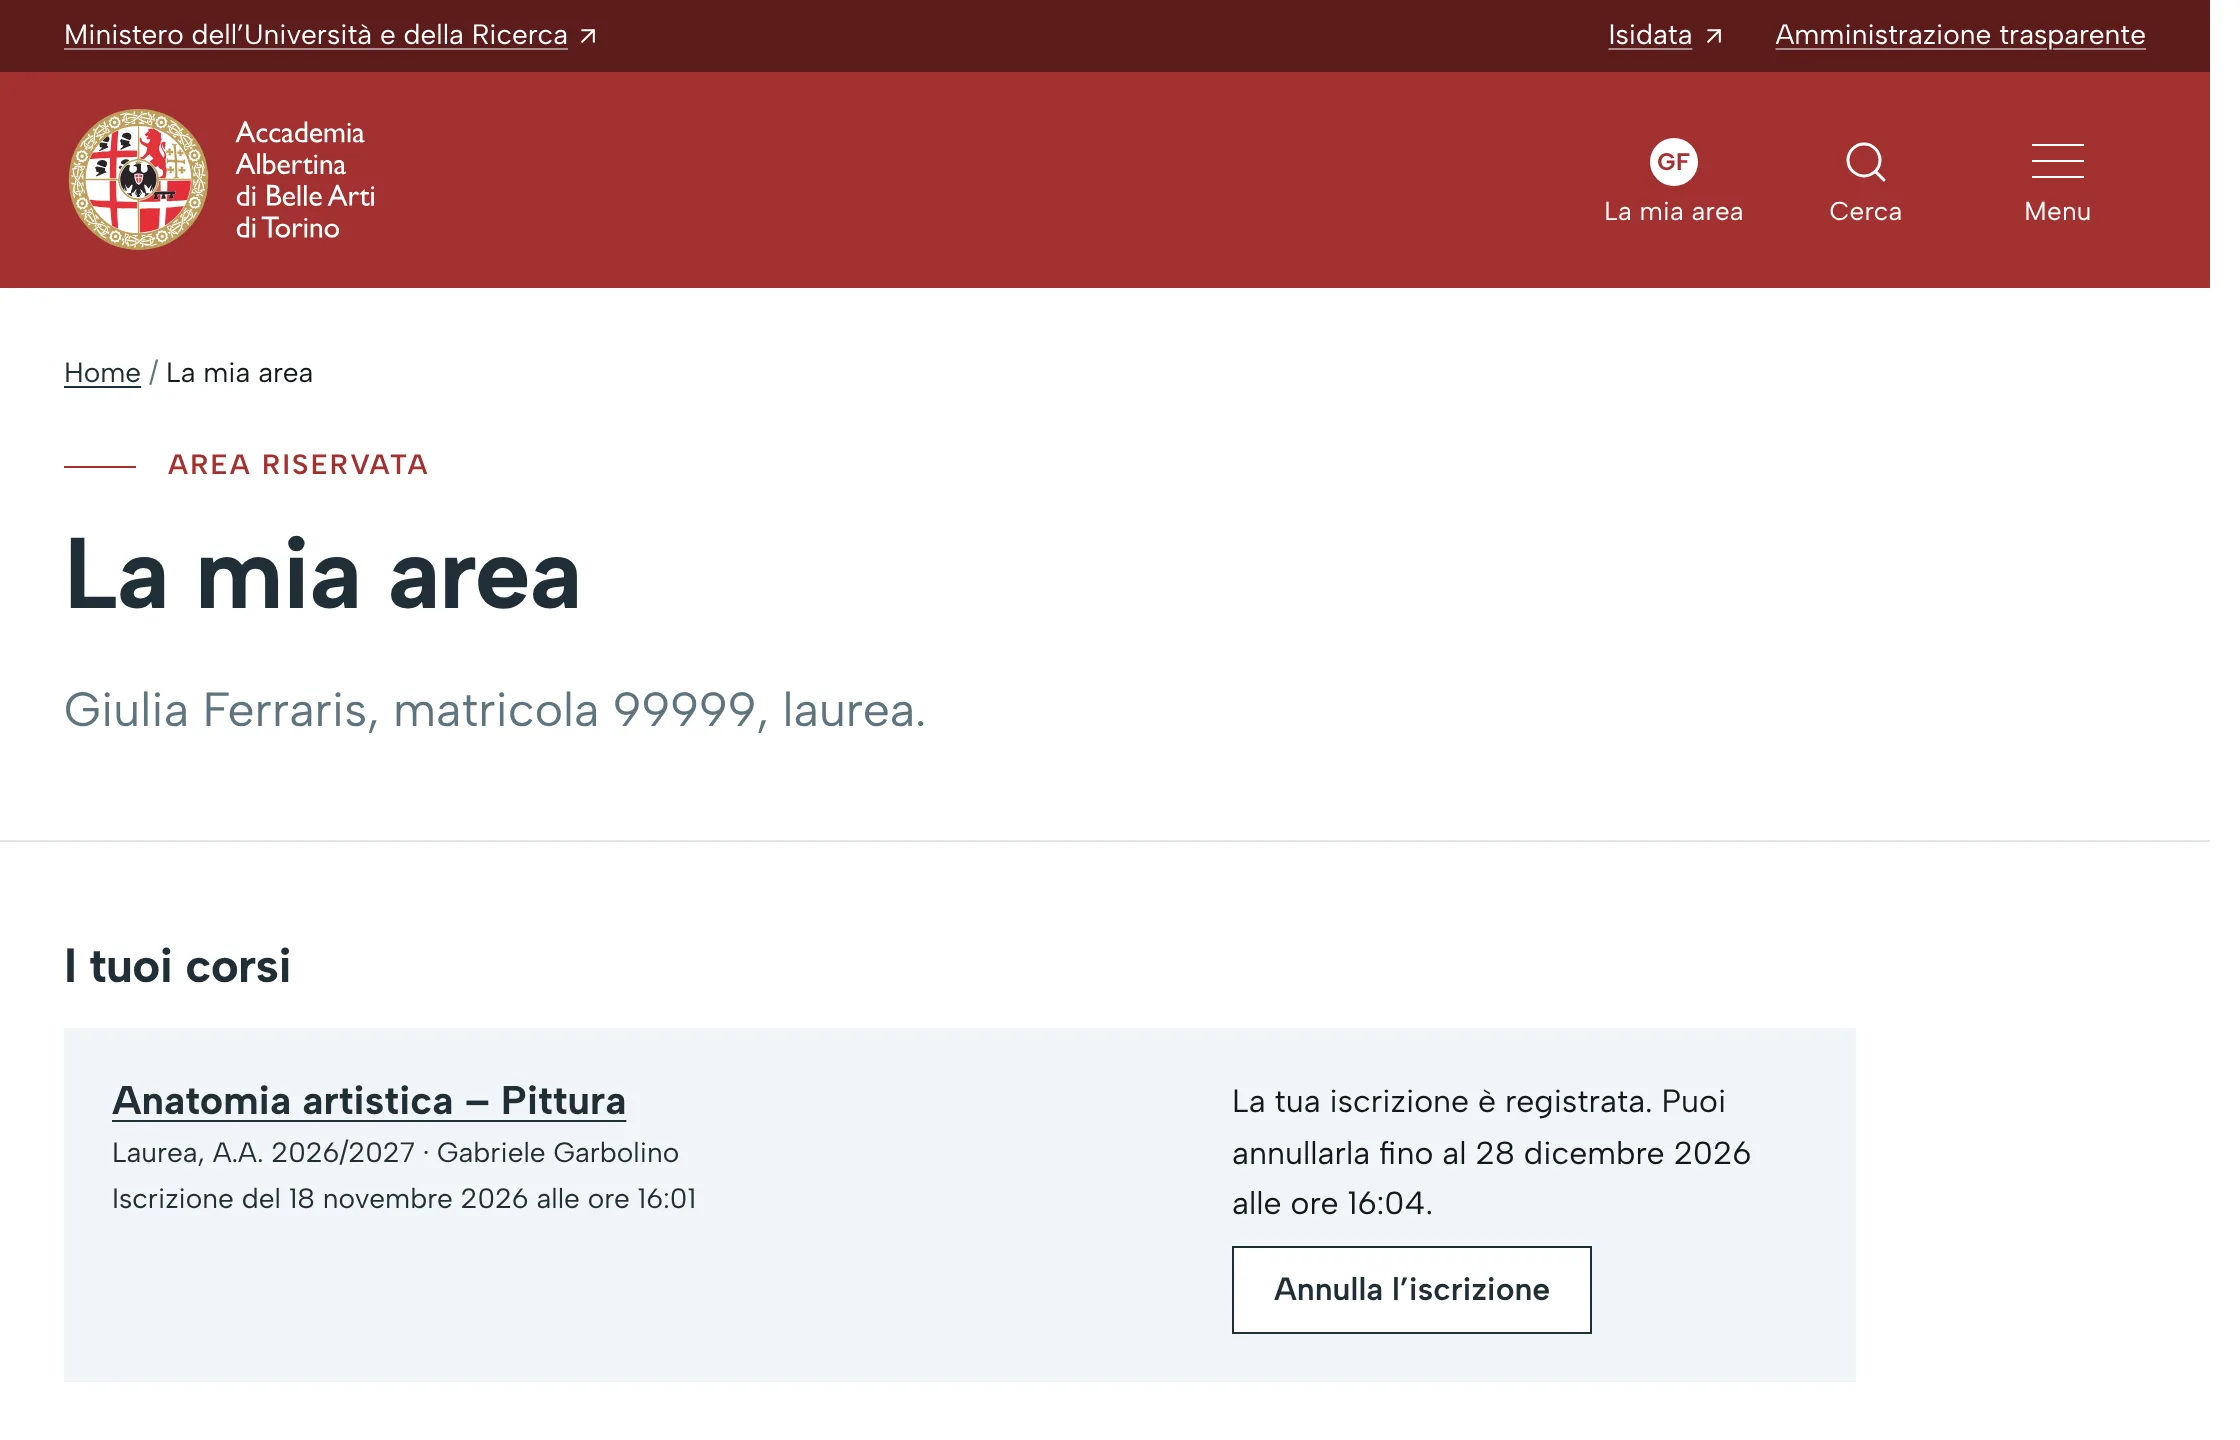 Ministero dell’Università e della Ricerca
Isidata
Amministrazione trasparente
Accademia
Albertina
di Belle Arti
di Torino
GF
La mia area
Cerca
Menu
Home / La mia area
AREA RISERVATA
La mia area
Giulia Ferraris, matricola 99999, laurea.
I tuoi corsi
Anatomia artistica – Pittura
Laurea, A.A. 2026/2027 · Gabriele Garbolino
Iscrizione del 18 novembre 2026 alle ore 16:01
La tua iscrizione è registrata. Puoi
annullarla fino al 28 dicembre 2026
alle ore 16:04.
Annulla l’iscrizione